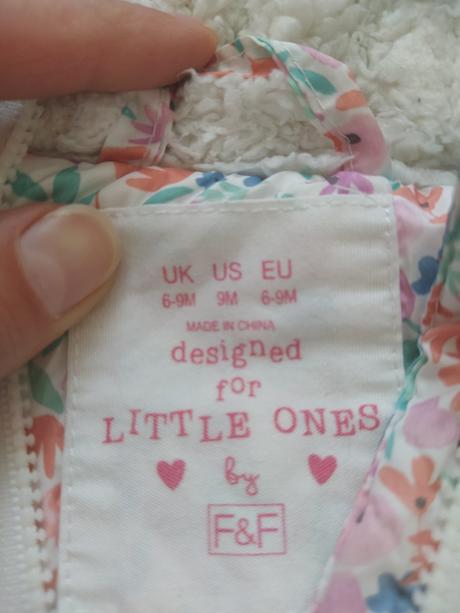 UK US EU
6-9M 9M 6-9M
MADE IN CHINA
designed
for
LITTLE ONES
by
F&F